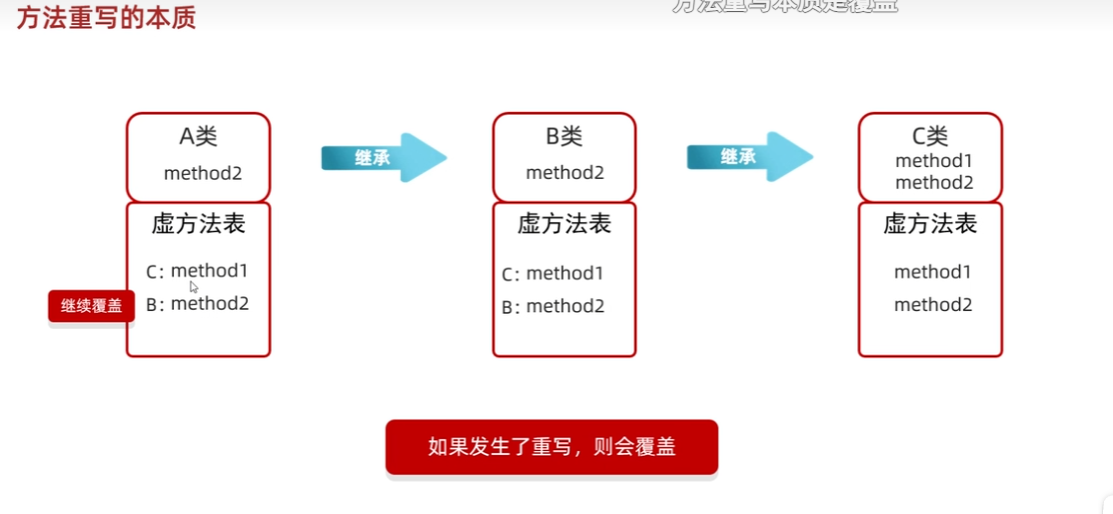 方法重写的本质
方法重写本质是覆盖
A类
method2
继承
B类
method2
继承
C类
method1
method2
虚方法表
C: method1
B: method2
继续覆盖
虚方法表
C: method1
B: method2
虚方法表
method1
method2
如果发生了重写，则会覆盖